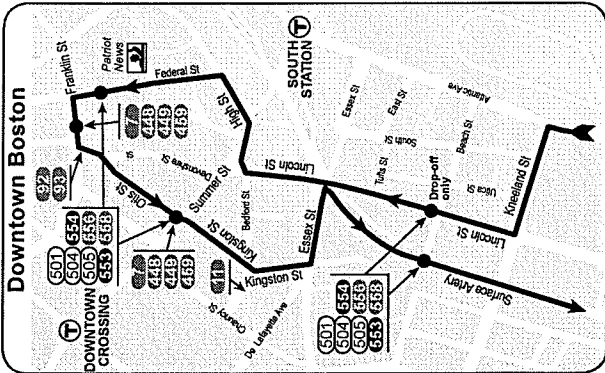 Downtown Boston
Franklin St
Patriot
News
Federal St
SOUTH
STATION
T
92
93
7
448
449
459
High St
Otis St
Devonshire St
Summer St
Bedford St
Kingston St
Kingston St
Essex St
Lincoln St
Essex St
East St
Atlantic Ave
South St
Tufts St
Beach St
Utica St
Drop-off
only
Kneeland St
Lincoln St
Surface Artery
T
DOWNTOWN
CROSSING
501
504
505
553
554
556
558
7
448
449
459
11
Chauncy St
De Lafayette Ave
501
504
505
553
554
556
558